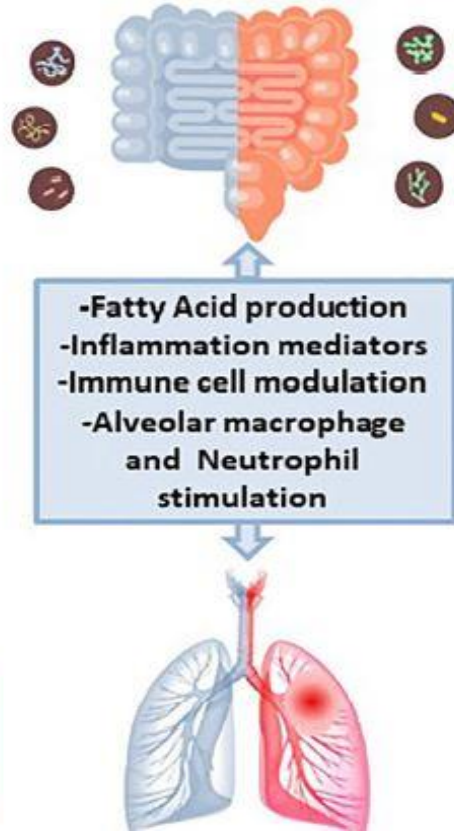 -Fatty Acid production
-Inflammation mediators
-Immune cell modulation
-Alveolar macrophage
and Neutrophil
stimulation